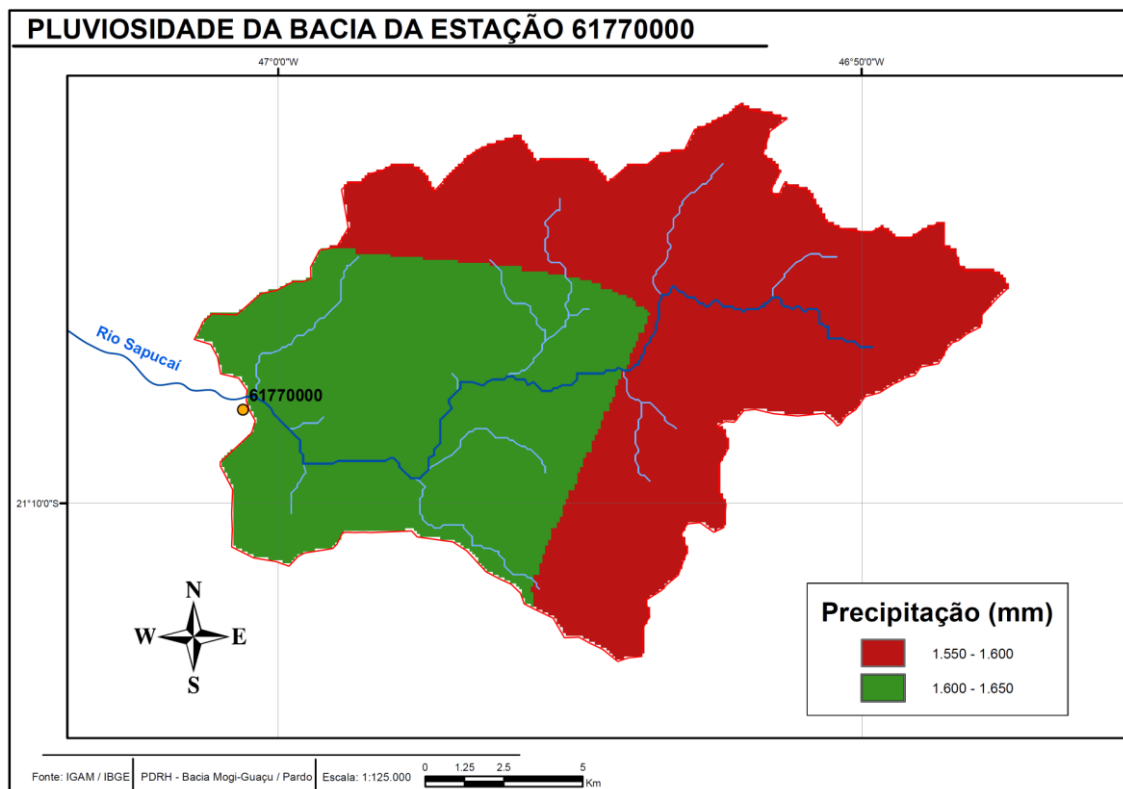 PLUVIOSIDADE DA BACIA DA ESTAÇÃO 61770000
47°0'0"W
46°50'0"W
Rio Sapucaí
61770000
21°10'0"S
N
W
E
S
Precipitação (mm)
1.550 - 1.600
1.600 - 1.650
Fonte: IGAM / IBGE
PDRH - Bacia Mogi-Guaçu / Pardo
Escala: 1:125.000
0 1.25 2.5 5
Km